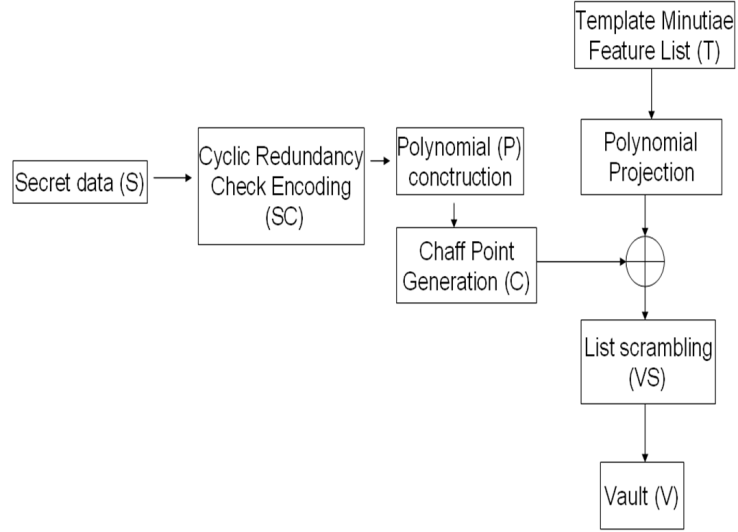 Template Minutiae
Feature List (T)
Cyclic Redundancy
Check Encoding
(SC)
Polynomial (P)
conctruction
Polynomial
Projection
Secret data (S)
Chaff Point
Generation (C)
List scrambling
(VS)
Vault (V)